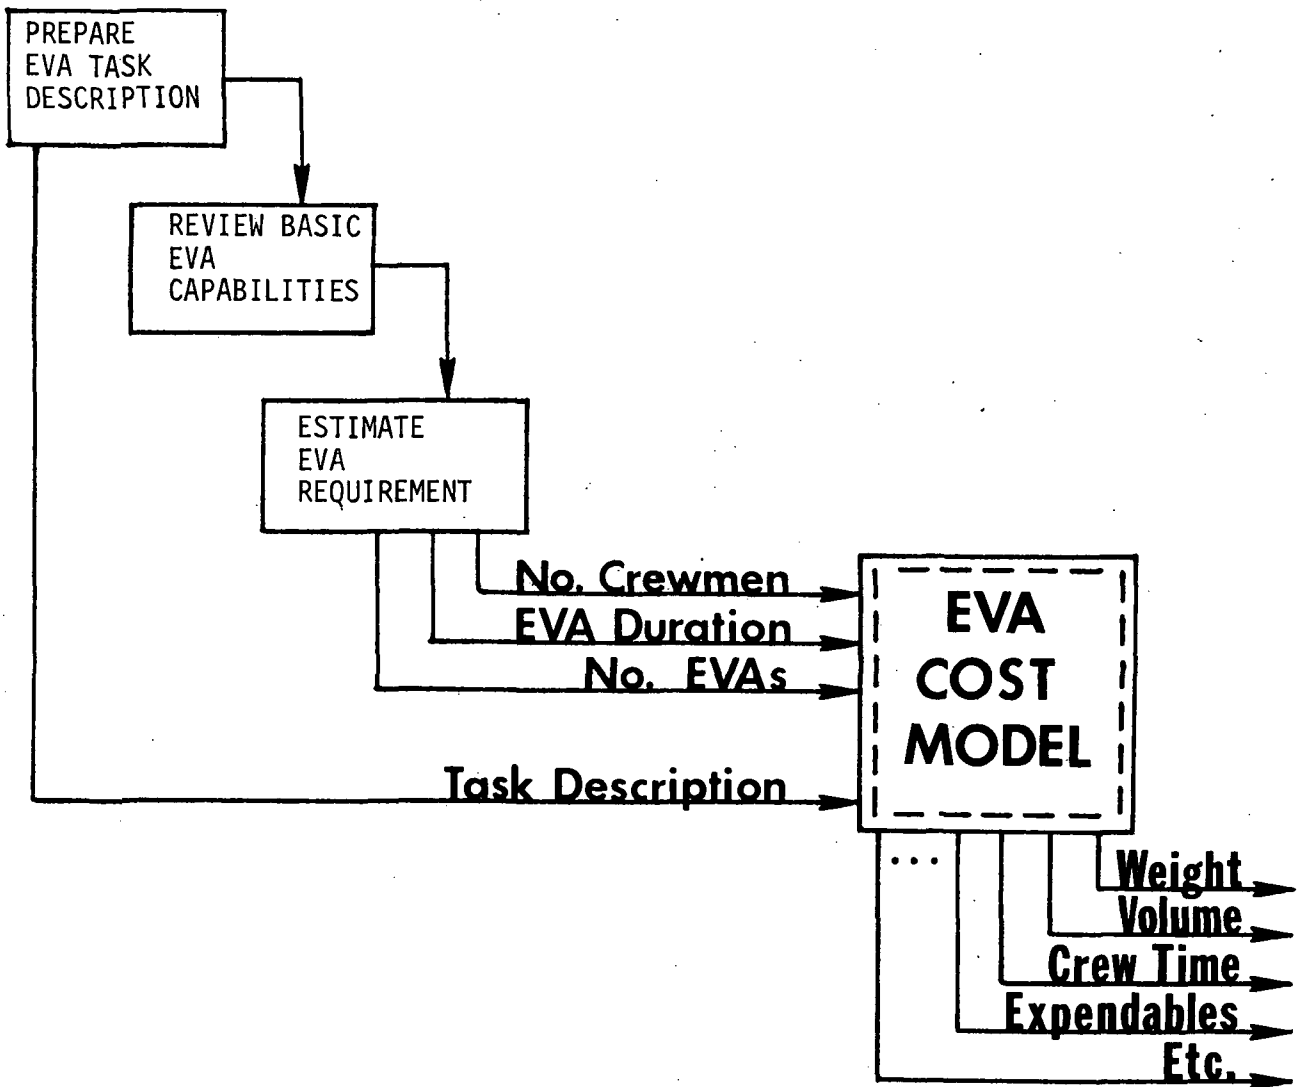 PREPARE
EVA TASK
DESCRIPTION
REVIEW BASIC
EVA
CAPABILITIES
ESTIMATE
EVA
REQUIREMENT
No. Crewmen
EVA Duration
No. EVAs
Task Description
EVA
COST
MODEL
...
Weight
Volume
Crew Time
Expendables
Etc.